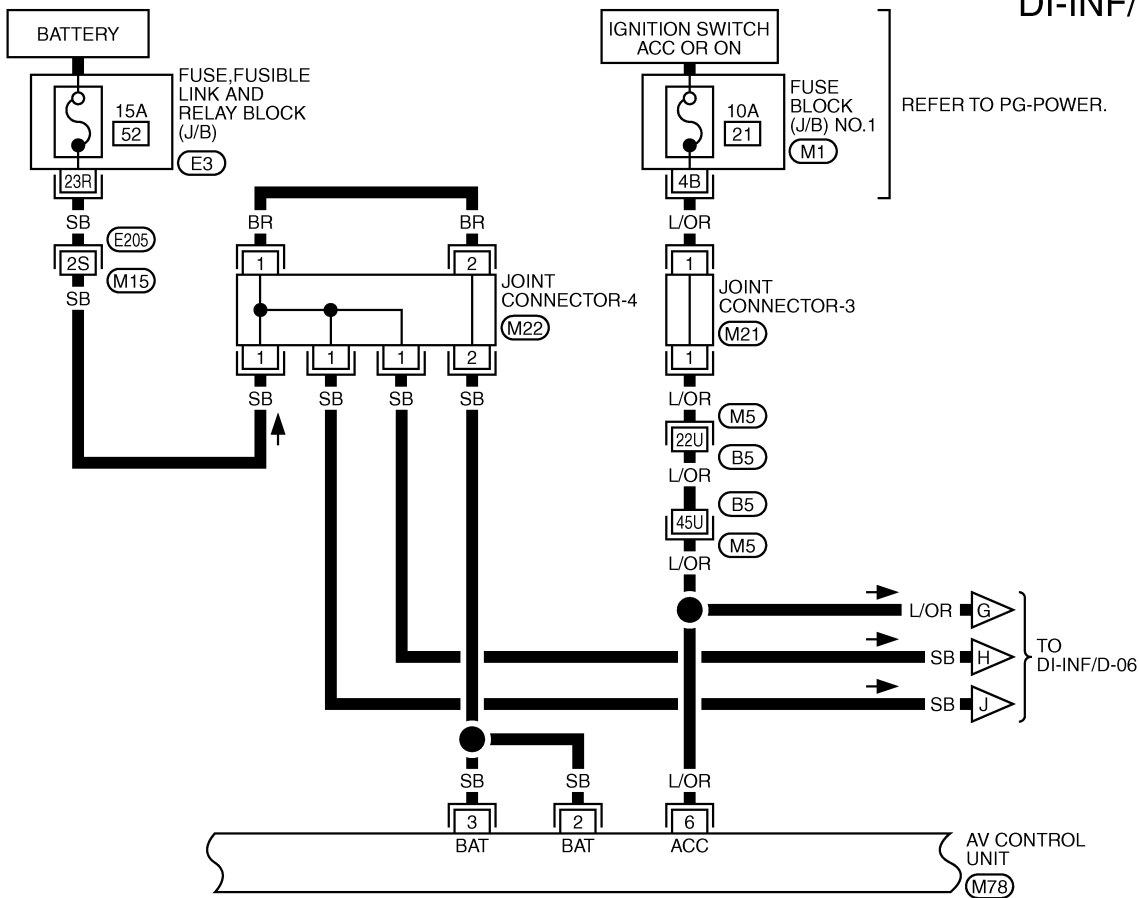 DI-INF/
BATTERY
FUSE,FUSIBLE
LINK AND
RELAY BLOCK
(J/B)
E3
15A
52
23R
SB
E205
2S
M15
SB
IGNITION SWITCH
ACC OR ON
FUSE
BLOCK
(J/B) NO.1
M1
10A
21
4B
REFER TO PG-POWER.
L/OR
BR
BR
1
2
JOINT
CONNECTOR-4
M22
1
1
1
2
SB
SB
SB
SB
1
JOINT
CONNECTOR-3
M21
1
L/OR
M5
22U
B5
L/OR
B5
45U
M5
L/OR
L/OR
G
SB
H
SB
J
TO
DI-INF/D-06
SB
SB
L/OR
3
2
6
BAT
BAT
ACC
AV CONTROL
UNIT
M78